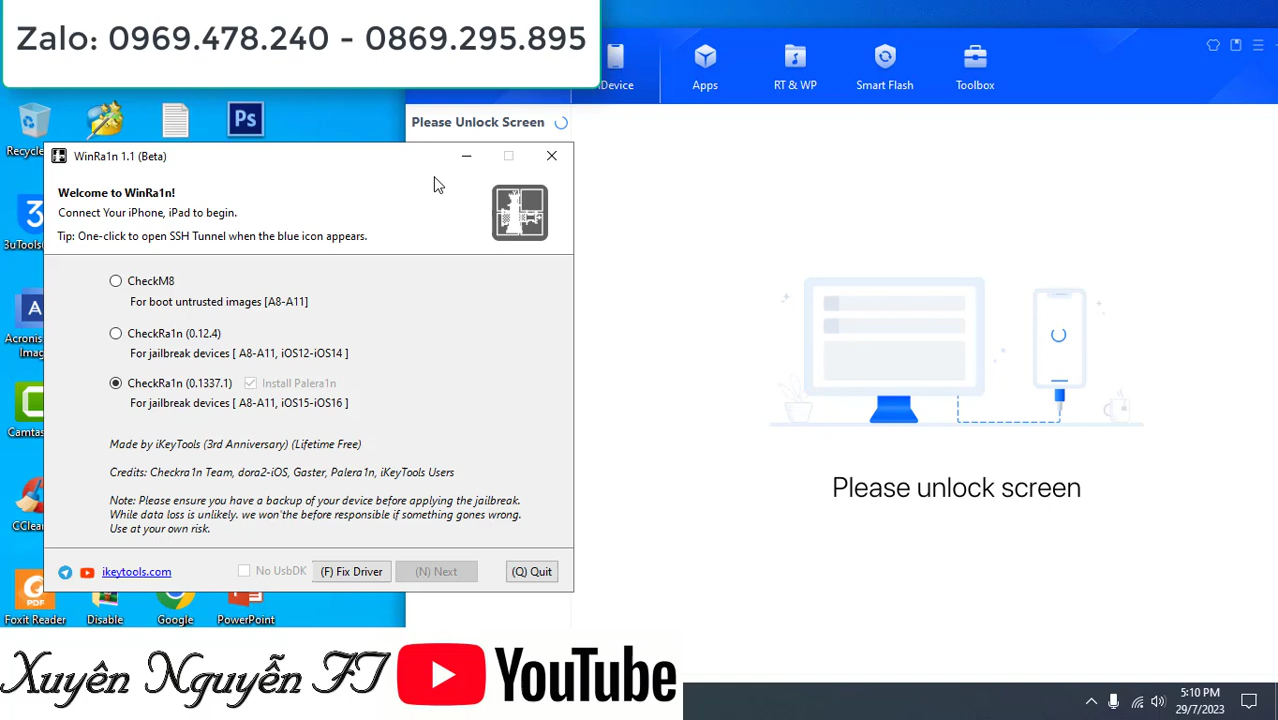 Zalo: 0969.478.240 - 0869.295.895
Device
Apps
RT & WP
Smart Flash
Toolbox
Please Unlock Screen
Ps
Recycle
WinRa1n 1.1 (Beta)
Welcome to WinRa1n!
Connect Your iPhone, iPad to begin.
Tip: One-click to open SSH Tunnel when the blue icon appears.
3uTools
CheckM8
For boot untrusted images [A8-A11]
CheckRa1n (0.12.4)
For jailbreak devices [ A8-A11, iOS12-iOS14 ]
CheckRa1n (0.1337.1)
Install Palera1n
For jailbreak devices [ A8-A11, iOS15-iOS16 ]
Acronis
Ima
Camtas
Made by iKeyTools (3rd Anniversary) (Lifetime Free)
Credits: Checkra1n Team, dora2-iOS, Gaster, Palera1n, iKeyTools Users
Note: Please ensure you have a backup of your device before applying the jailbreak.
While data loss is unlikely. we won'the before responsible if something gones wrong.
Use at your own risk.
CClea
Please unlock screen
ikeytools.com
No UsbDK
(F) Fix Driver
(N) Next
(Q) Quit
PDF
Foxit Reader
Disable
Google
PowerPoint
Xuyên Nguyễn FT
YouTube
5:10 PM
29/7/2023